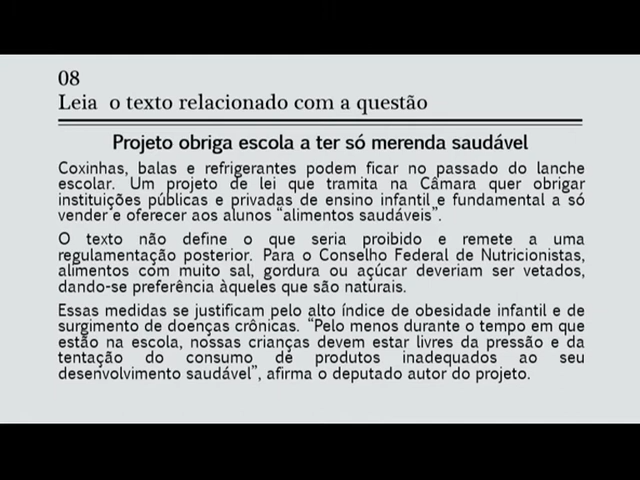 08
Leia o texto relacionado com a questão
Projeto obriga escola a ter só merenda saudável
Coxinhas, balas e refrigerantes podem ficar no passado do lanche
escolar. Um projeto de lei que tramita na Câmara quer obrigar
instituições públicas e privadas de ensino infantil e fundamental a só
vender e oferecer aos alunos “alimentos saudáveis”.
O texto não define o que seria proibido e remete a uma
regulamentação posterior. Para o Conselho Federal de Nutricionistas,
alimentos com muito sal, gordura ou açúcar deveriam ser vetados,
dando-se preferência àqueles que são naturais.
Essas medidas se justificam pelo alto índice de obesidade infantil e de
surgimento de doenças crônicas. “Pelo menos durante o tempo em que
estão na escola, nossas crianças devem estar livres da pressão e da
tentação do consumo de produtos inadequados ao seu
desenvolvimento saudável”, afirma o deputado autor do projeto.